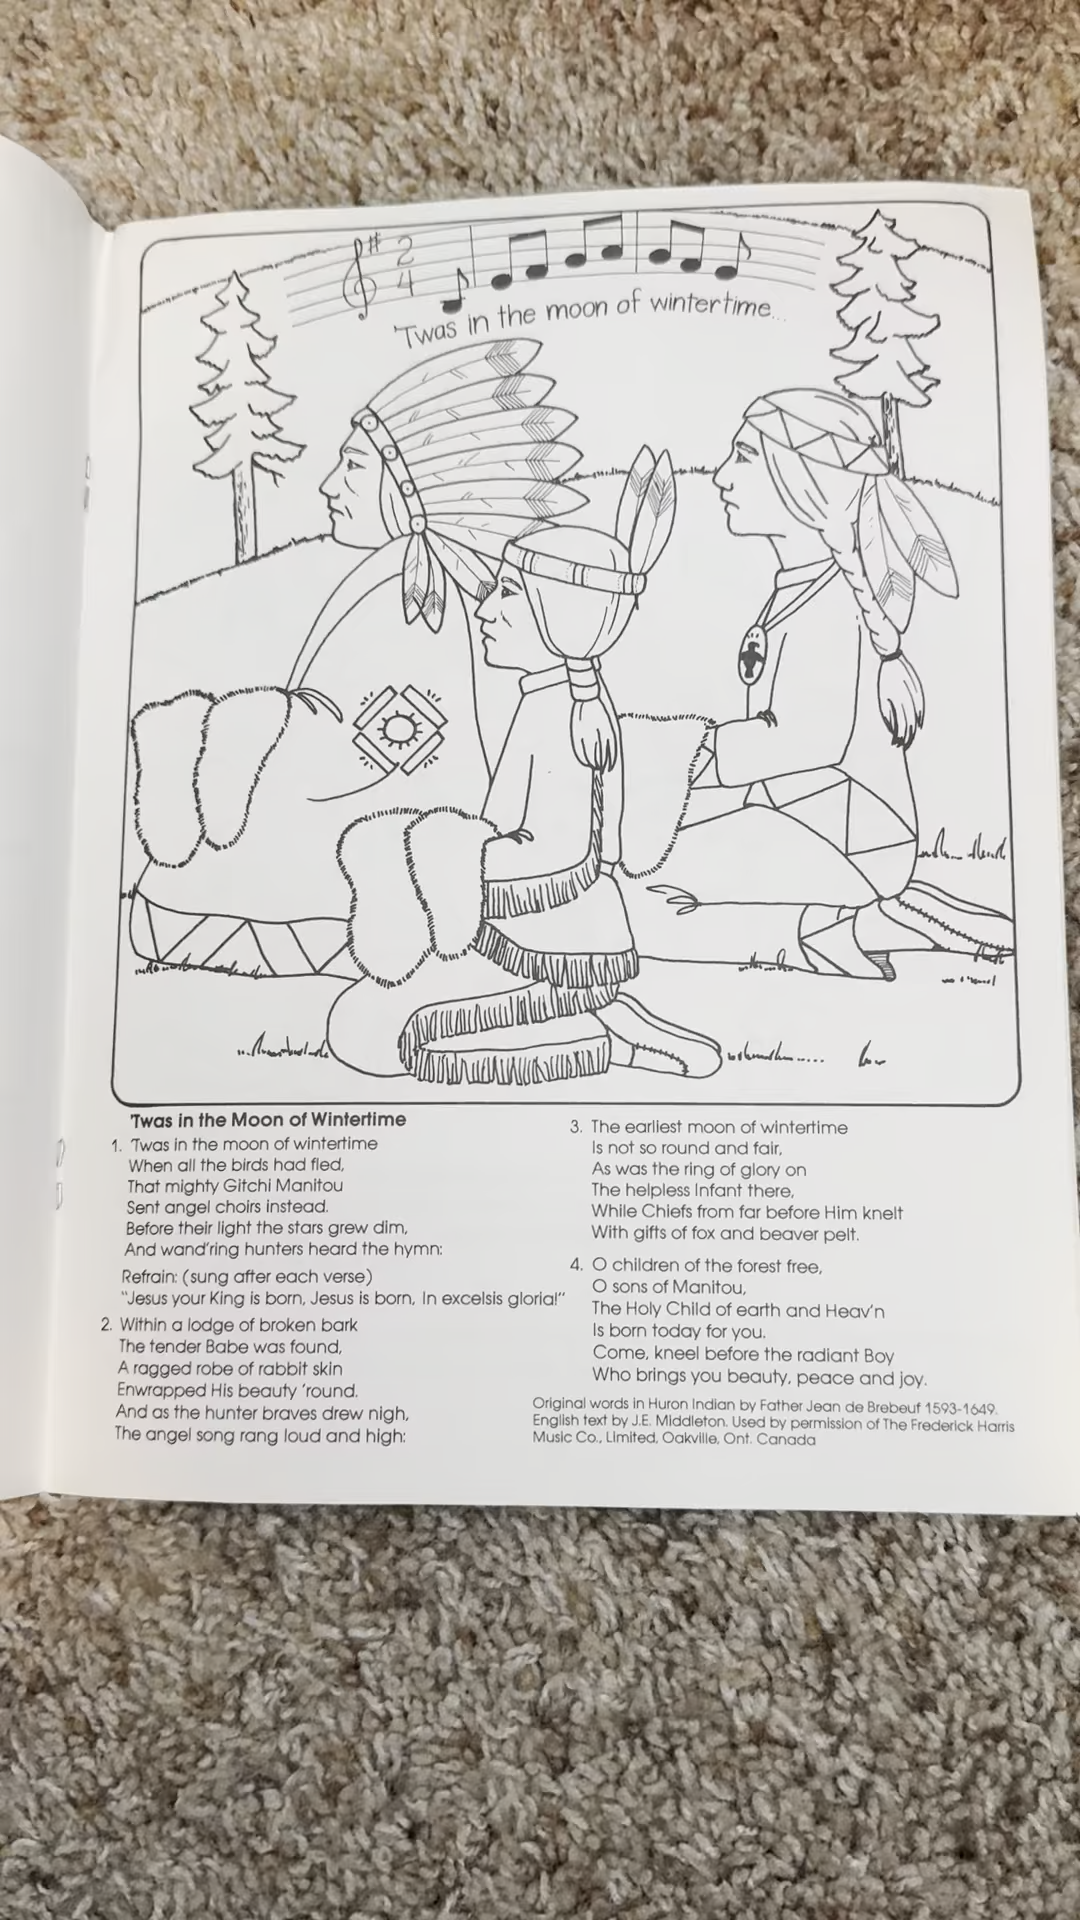 'Twas in the moon of wintertime...
'Twas in the Moon of Wintertime
1. 'Twas in the moon of wintertime
When all the birds had fled,
That mighty Gitchi Manitou
Sent angel choirs instead.
Before their light the stars grew dim,
And wand'ring hunters heard the hymn:
Refrain: (sung after each verse)
"Jesus your King is born, Jesus is born, In excelsis gloria!"
2. Within a lodge of broken bark
The tender Babe was found,
A ragged robe of rabbit skin
Enwrapped His beauty 'round.
And as the hunter braves drew nigh,
The angel song rang loud and high:
3. The earliest moon of wintertime
Is not so round and fair,
As was the ring of glory on
The helpless Infant there,
While Chiefs from far before Him knelt
With gifts of fox and beaver pelt.
4. O children of the forest free,
O sons of Manitou,
The Holy Child of earth and Heav'n
Is born today for you.
Come, kneel before the radiant Boy
Who brings you beauty, peace and joy.
Original words in Huron Indian by Father Jean de Brebeuf 1593-1649.
English text by J.E. Middleton. Used by permission of The Frederick Harris
Music Co., Limited, Oakville, Ont. Canada